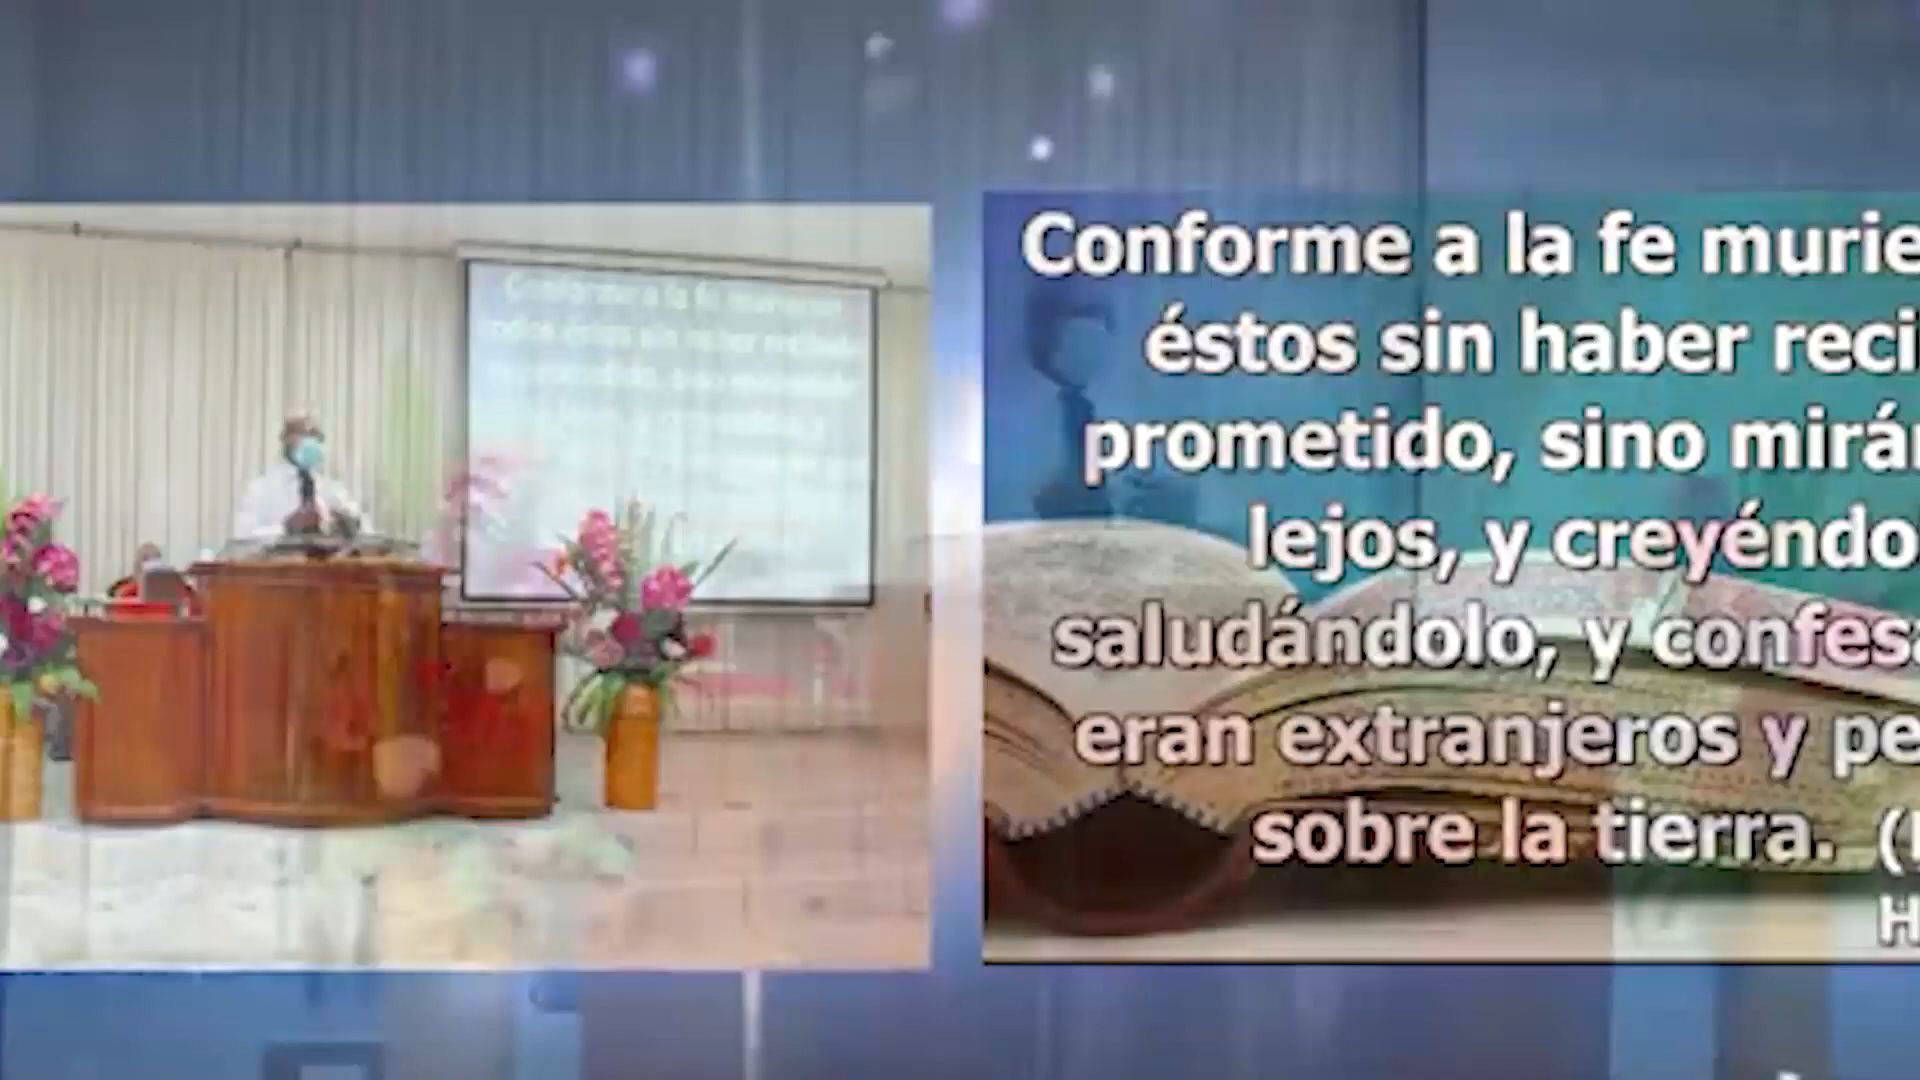 Conforme a la fe murie
éstos sin haber reci
prometido, sino mirán
lejos, y creyéndo
saludándolo, y confesa
eran extranjeros y pe
sobre la tierra. (
H